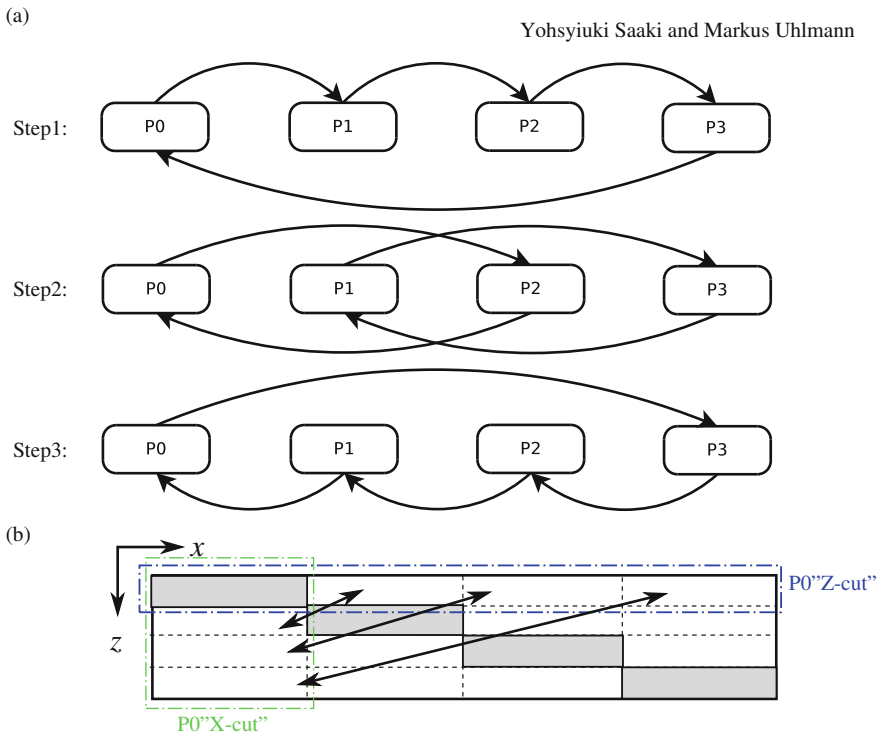 (a)
Yohsyiuki Saaki and Markus Uhlmann
Step1: P0 P1 P2 P3
Step2: P0 P1 P2 P3
Step3: P0 P1 P2 P3
(b)
x
P0”Z-cut”
z
P0”X-cut”